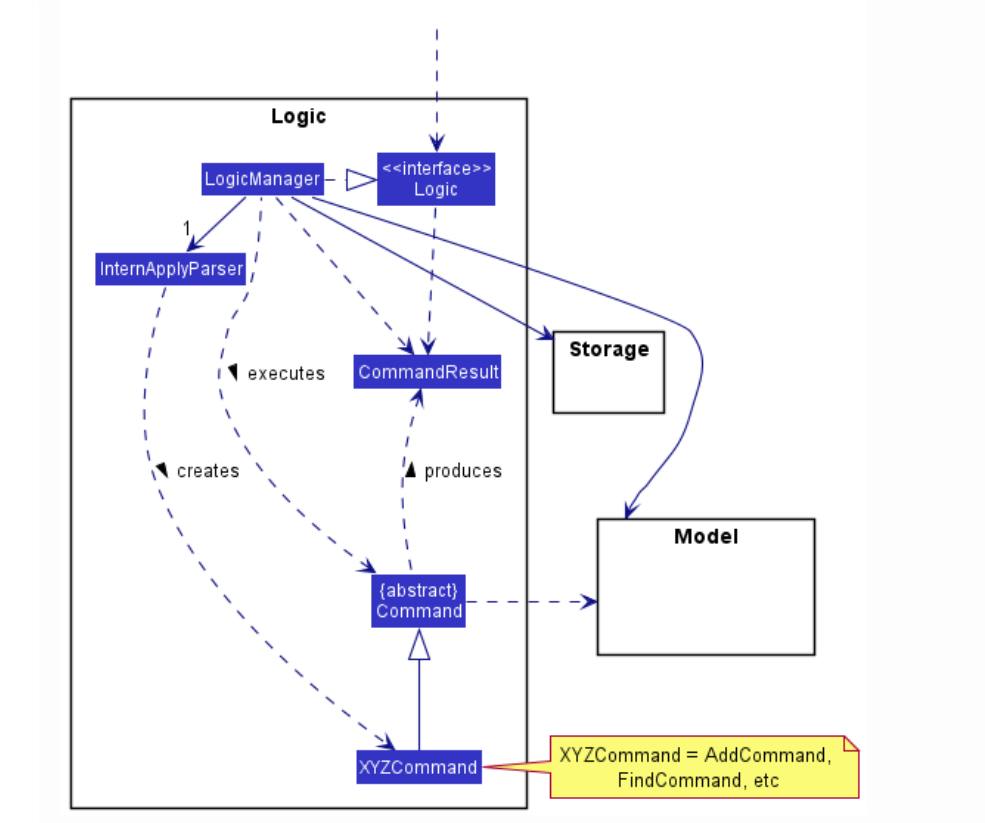 Logic
LogicManager
<<interface>>
Logic
1
InternApplyParser
Storage
CommandResult
executes
creates
produces
Model
{abstract}
Command
XYZCommand
XYZCommand = AddCommand,
FindCommand, etc